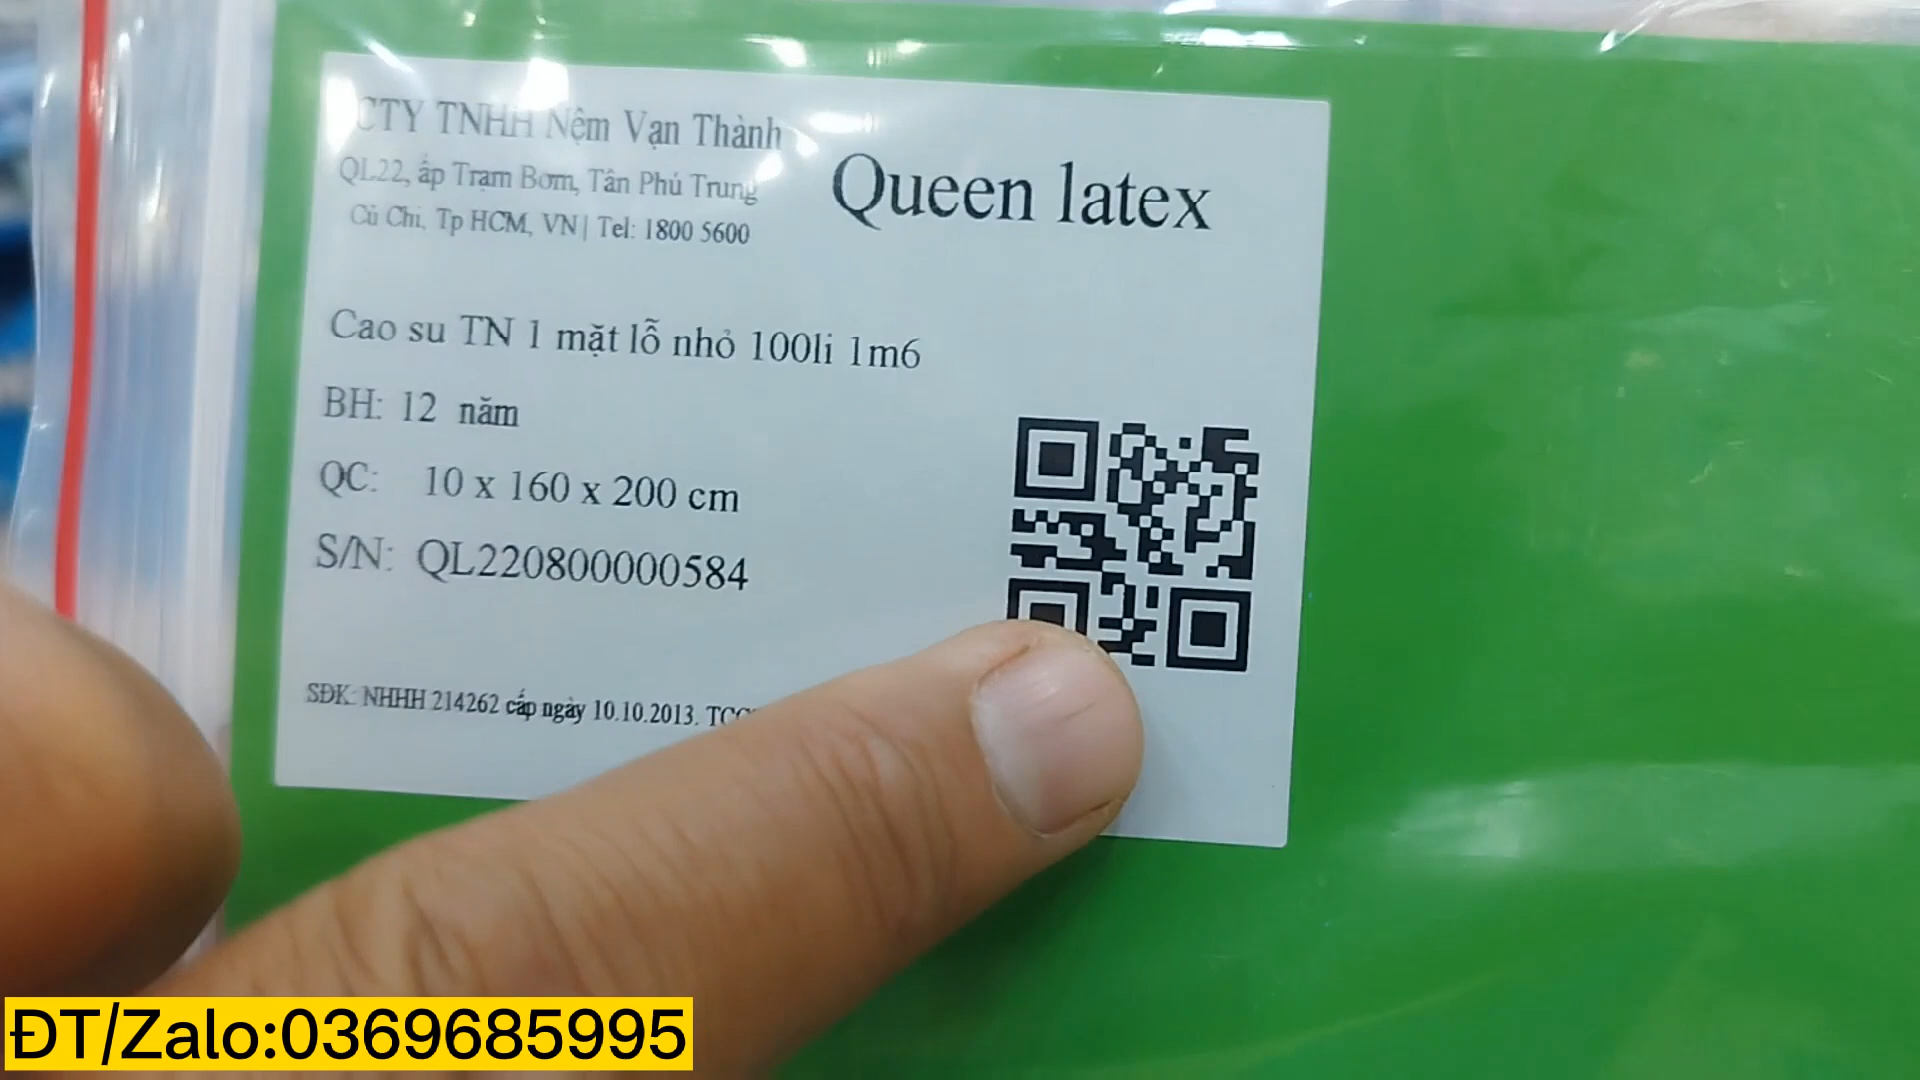 CTY TNHH Nệm Vạn Thành
QL22, ấp Trạm Bơm, Tân Phú Trung
Củ Chi, Tp HCM, VN | Tel: 1800 5600
Queen latex
Cao su TN 1 mặt lỗ nhỏ 100li 1m6
BH: 12 năm
QC: 10 x 160 x 200 cm
S/N: QL220800000584
SĐK: NHHH 214262 cấp ngày 10.10.2013.
ĐT/Zalo:0369685995